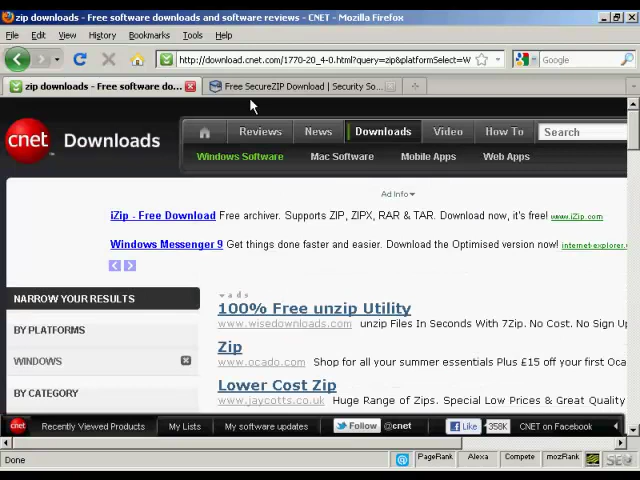 zip downloads - Free software downloads and software reviews - CNET - Mozilla Firefox
File Edit View History Bookmarks Tools Help
http://download.cnet.com/1770-20_4-0.html?query=zip&platformSelect=W
Google
zip downloads - Free software do...
Free SecureZIP Download | Security So...
cnet Downloads
Reviews News Downloads Video How To Search
Windows Software Mac Software Mobile Apps Web Apps
Ad Info
iZip - Free Download Free archiver. Supports ZIP, ZIPX, RAR & TAR. Download now, it's free! www.iZip.com
Windows Messenger 9 Get things done faster and easier. Download the Optimised version now! internet-explorer.
NARROW YOUR RESULTS
BY PLATFORMS
WINDOWS
BY CATEGORY
ads
100% Free unzip Utility
www.wisedownloads.com unzip Files In Seconds With 7Zip. No Cost. No Sign Up
Zip
www.ocado.com Shop for all your summer essentials Plus £15 off your first Oca
Lower Cost Zip
www.jaycotts.co.uk Huge Range of Zips. Special Low Prices & Great Quality
cnet Recently Viewed Products My Lists My software updates Follow @cnet Like 358K CNET on Facebook
Done PageRank Alexa Compete mozRank SEO